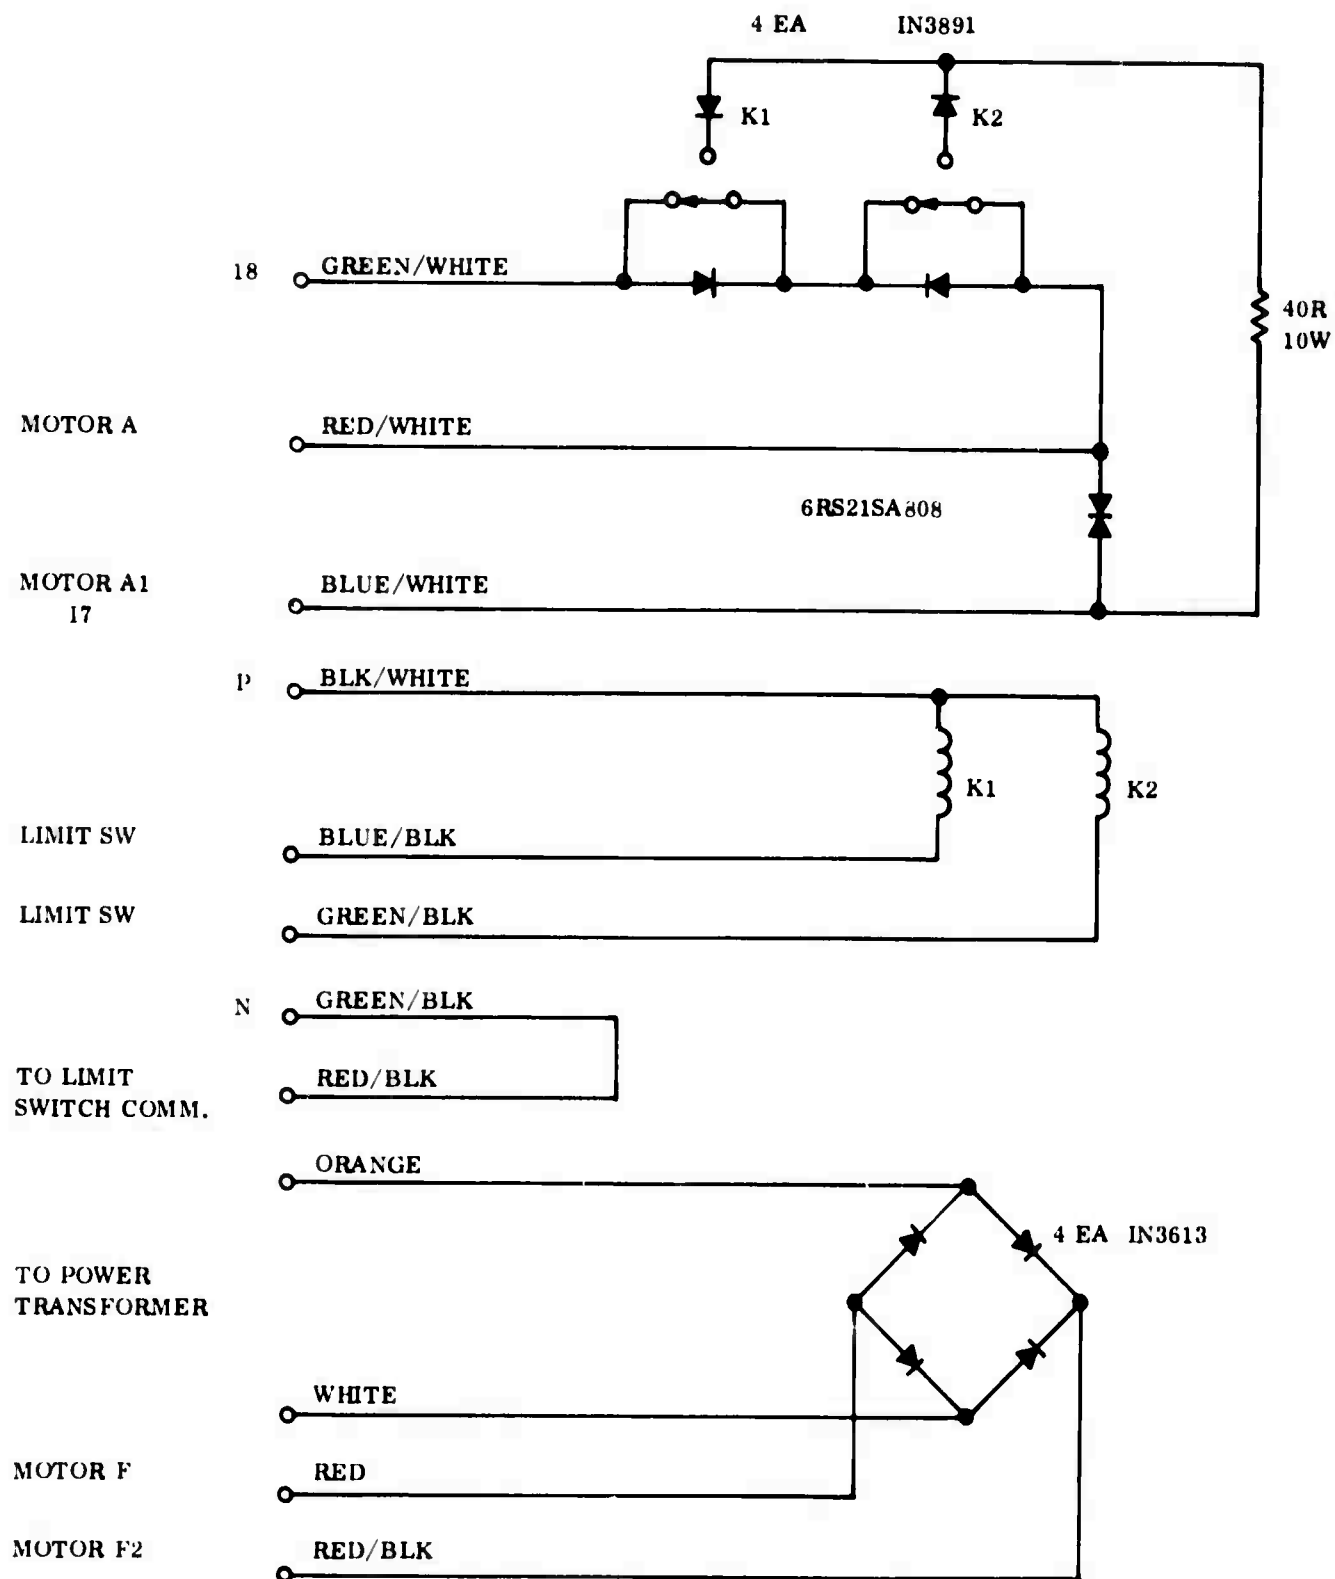 4 EA IN3891
K1
K2
18 GREEN/WHITE
40R
10W
MOTOR A RED/WHITE
6RS21SA808
MOTOR A1 BLUE/WHITE
17
P BLK/WHITE
K1
K2
LIMIT SW BLUE/BLK
LIMIT SW GREEN/BLK
N GREEN/BLK
TO LIMIT RED/BLK
SWITCH COMM.
ORANGE
4 EA IN3613
TO POWER
TRANSFORMER
WHITE
MOTOR F RED
MOTOR F2 RED/BLK